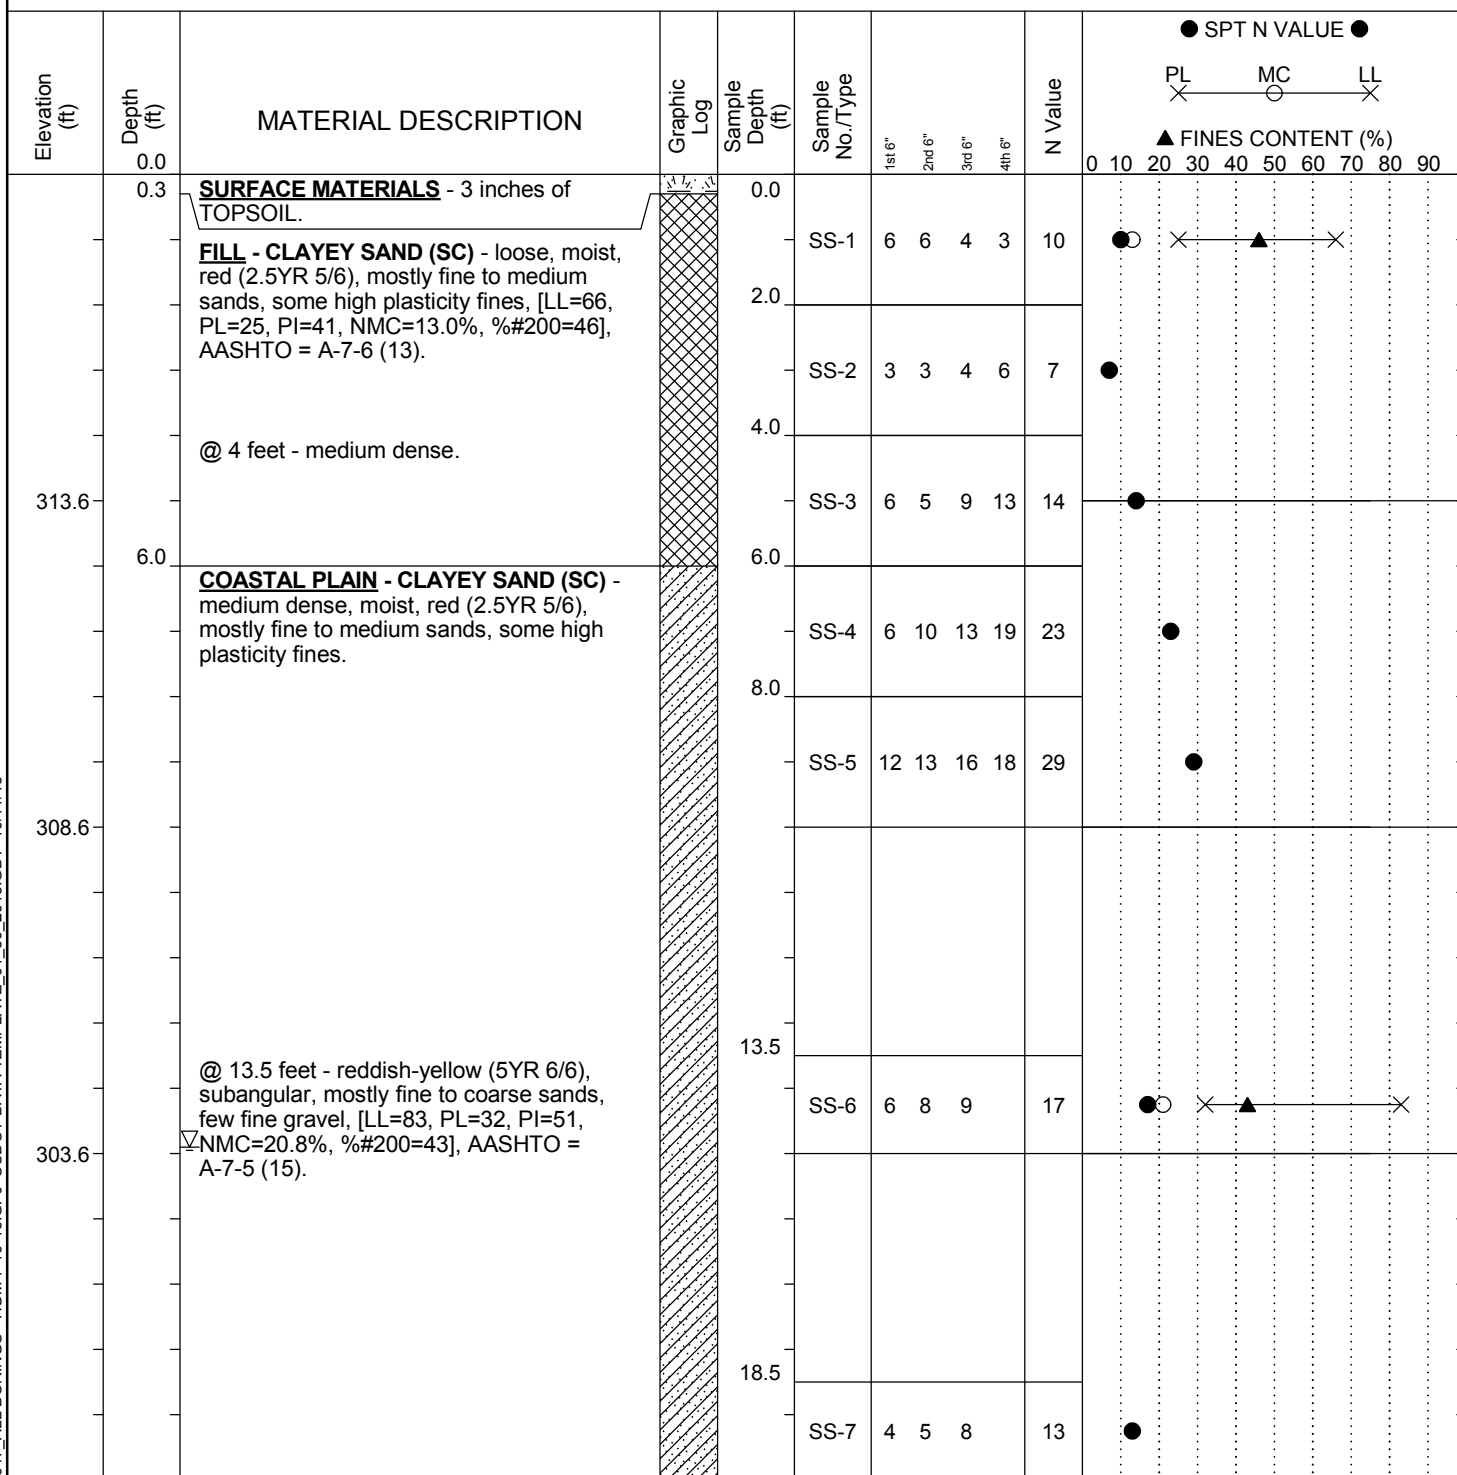 ● SPT N VALUE ●
PL MC LL
▲ FINES CONTENT (%)
0 10 20 30 40 50 60 70 80 90
Elevation (ft)
Depth (ft)
MATERIAL DESCRIPTION
Graphic Log
Sample Depth (ft)
Sample No./Type
1st 6"
2nd 6"
3rd 6"
4th 6"
N Value
0.0
0.3
SURFACE MATERIALS - 3 inches of
TOPSOIL.
0.0
FILL - CLAYEY SAND (SC) - loose, moist,
red (2.5YR 5/6), mostly fine to medium
sands, some high plasticity fines, [LL=66,
PL=25, PI=41, NMC=13.0%, %#200=46],
AASHTO = A-7-6 (13).
SS-1 6 6 4 3 10
2.0
SS-2 3 3 4 6 7
4.0
@ 4 feet - medium dense.
313.6
SS-3 6 5 9 13 14
6.0
6.0
COASTAL PLAIN - CLAYEY SAND (SC) -
medium dense, moist, red (2.5YR 5/6),
mostly fine to medium sands, some high
plasticity fines.
SS-4 6 10 13 19 23
8.0
SS-5 12 13 16 18 29
308.6
13.5
@ 13.5 feet - reddish-yellow (5YR 6/6),
subangular, mostly fine to coarse sands,
few fine gravel, [LL=83, PL=32, PI=51,
NMC=20.8%, %#200=43], AASHTO =
A-7-5 (15).
SS-6 6 8 9 17
303.6
18.5
SS-7 4 5 8 13